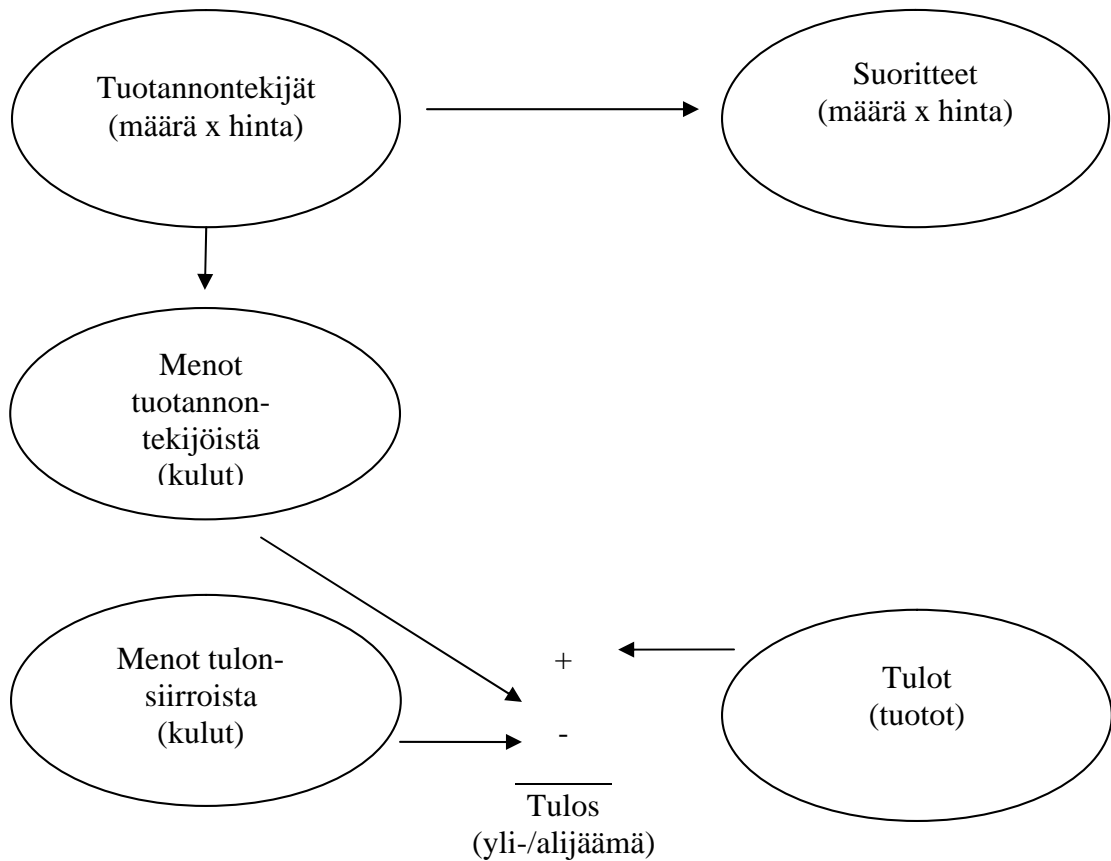 Tuotannontekijät
(määrä x hinta)
Suoritteet
(määrä x hinta)
Menot
tuotannon-
tekijöistä
(kulut)
Menot tulon-
siirroista
(kulut)
+
-
Tulos
(yli-/alijäämä)
Tulot
(tuotot)